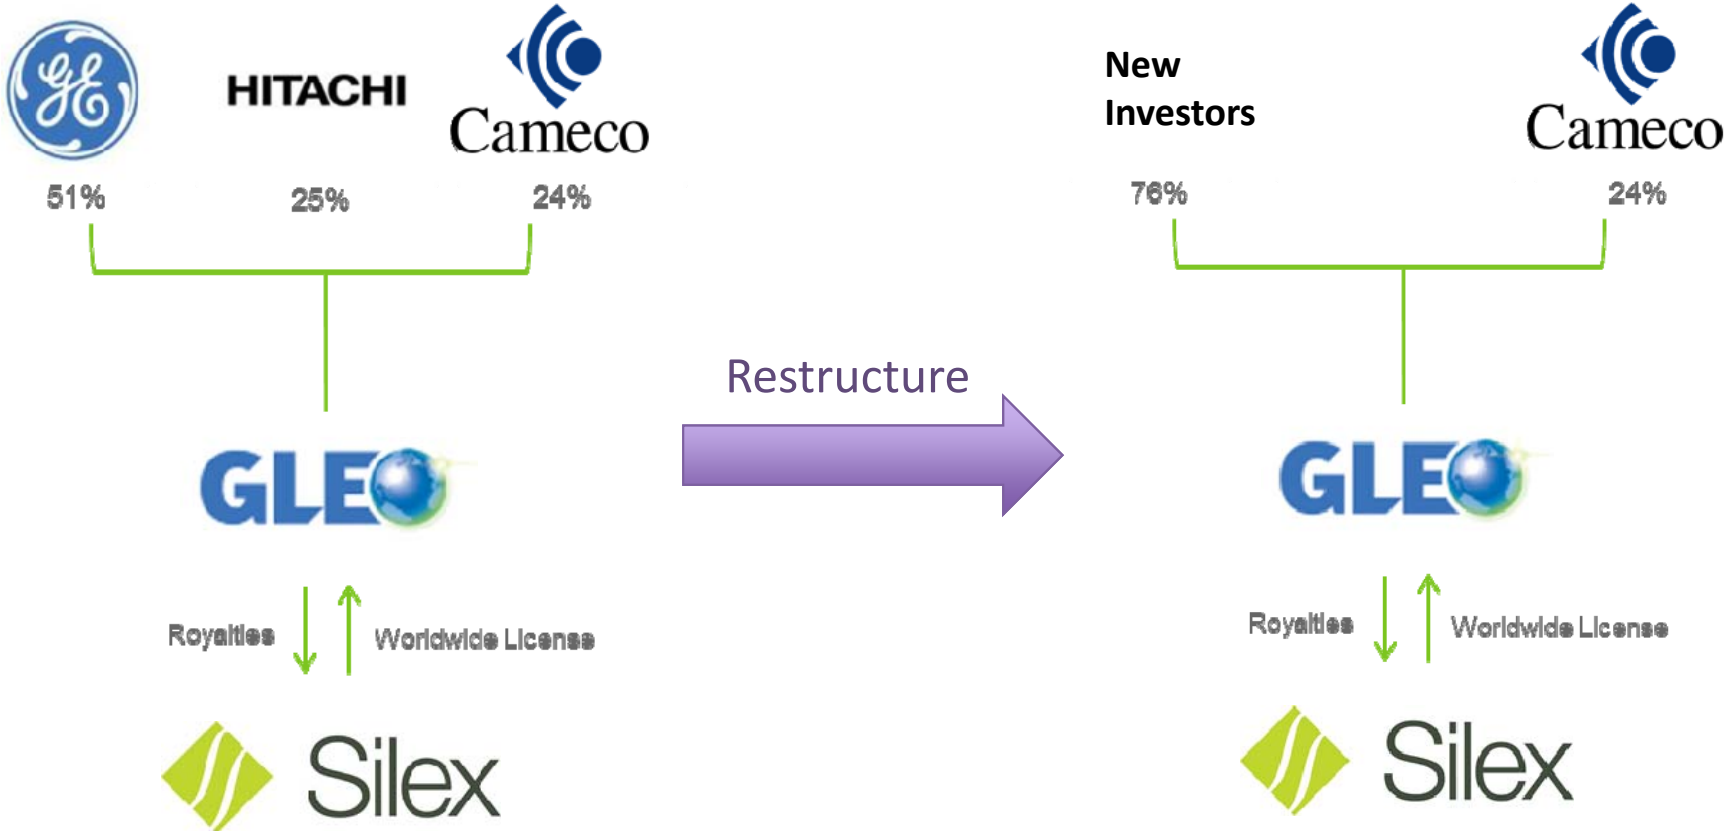 GE
HITACHI
Cameco
51%
25%
24%
GLE
Royalties
Worldwide License
Silex
Restructure
New
Investors
Cameco
76%
24%
GLE
Royalties
Worldwide License
Silex